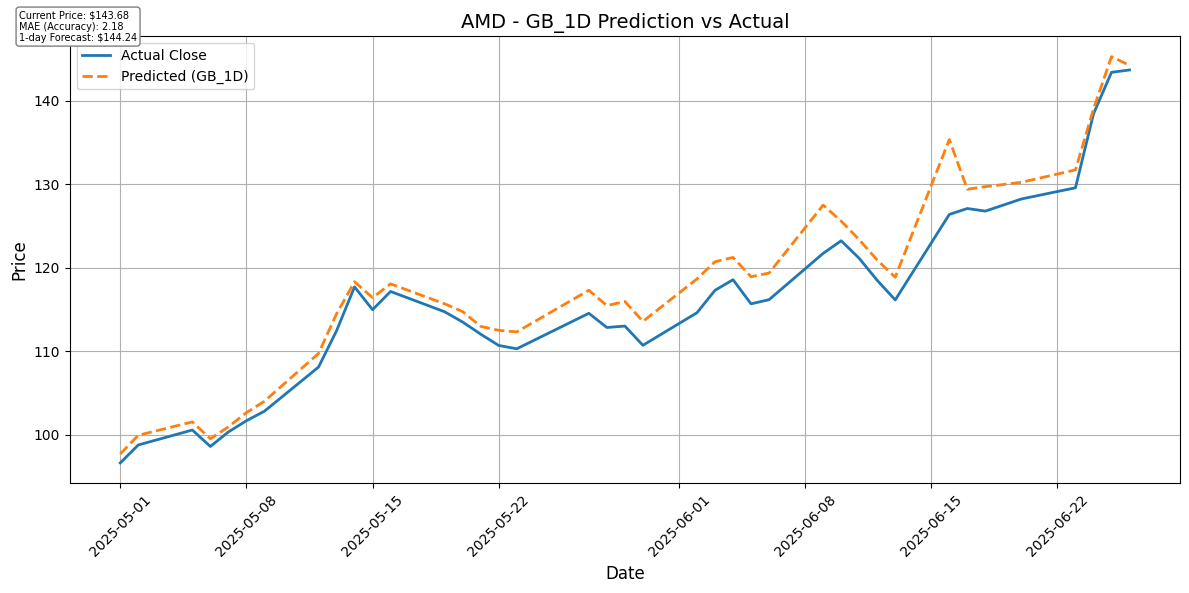 AMD - GB_1D Prediction vs Actual
Current Price: $143.68
MAE (Accuracy): 2.18
1-day Forecast: $144.24
Actual Close
Predicted (GB_1D)
Price
140
130
120
110
100
2025-05-01
2025-05-08
2025-05-15
2025-05-22
2025-06-01
2025-06-08
2025-06-15
2025-06-22
Date